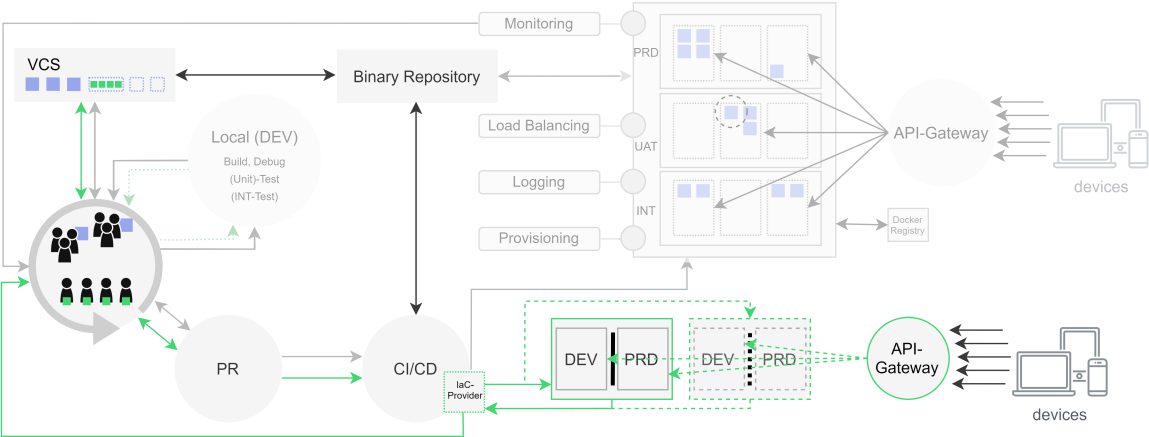 Monitoring
VCS
Binary Repository
PRD
Local (DEV)
Build, Debug
(Unit)-Test
(INT-Test)
Load Balancing
UAT
API-Gateway
devices
Logging
INT
Provisioning
Docker
Registry
PR
CI/CD
IaC-
Provider
DEV
PRD
DEV
PRD
API-
Gateway
devices